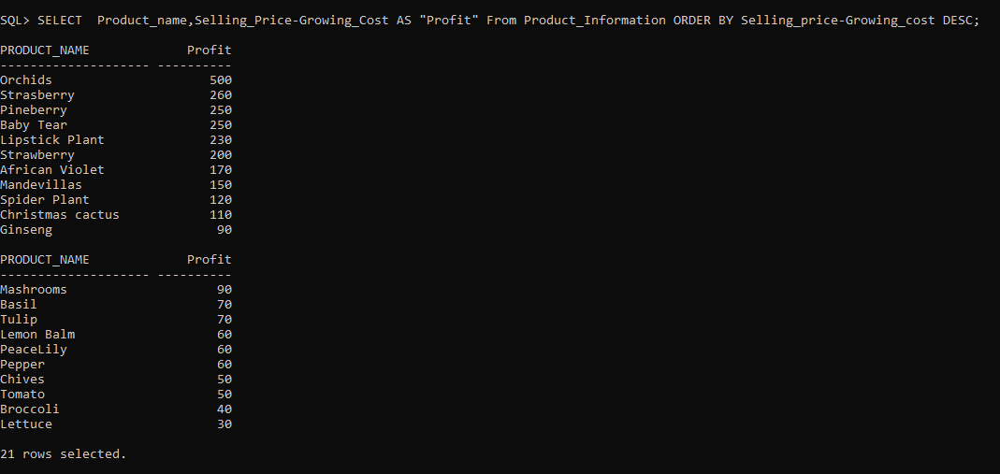 SQL> SELECT  Product_name,Selling_Price-Growing_Cost AS "Profit" From Product_Information ORDER BY Selling_price-Growing_cost DESC;
PRODUCT_NAME             Profit
-------------------- ----------
Orchids                     500
Strasberry                  260
Pineberry                   250
Baby Tear                   250
Lipstick Plant              230
Strawberry                  200
African Violet              170
Mandevillas                 150
Spider Plant                120
Christmas cactus            110
Ginseng                      90
PRODUCT_NAME             Profit
-------------------- ----------
Mashrooms                    90
Basil                        70
Tulip                        70
Lemon Balm                   60
PeaceLily                    60
Pepper                       60
Chives                       50
Tomato                       50
Broccoli                     40
Lettuce                      30
21 rows selected.